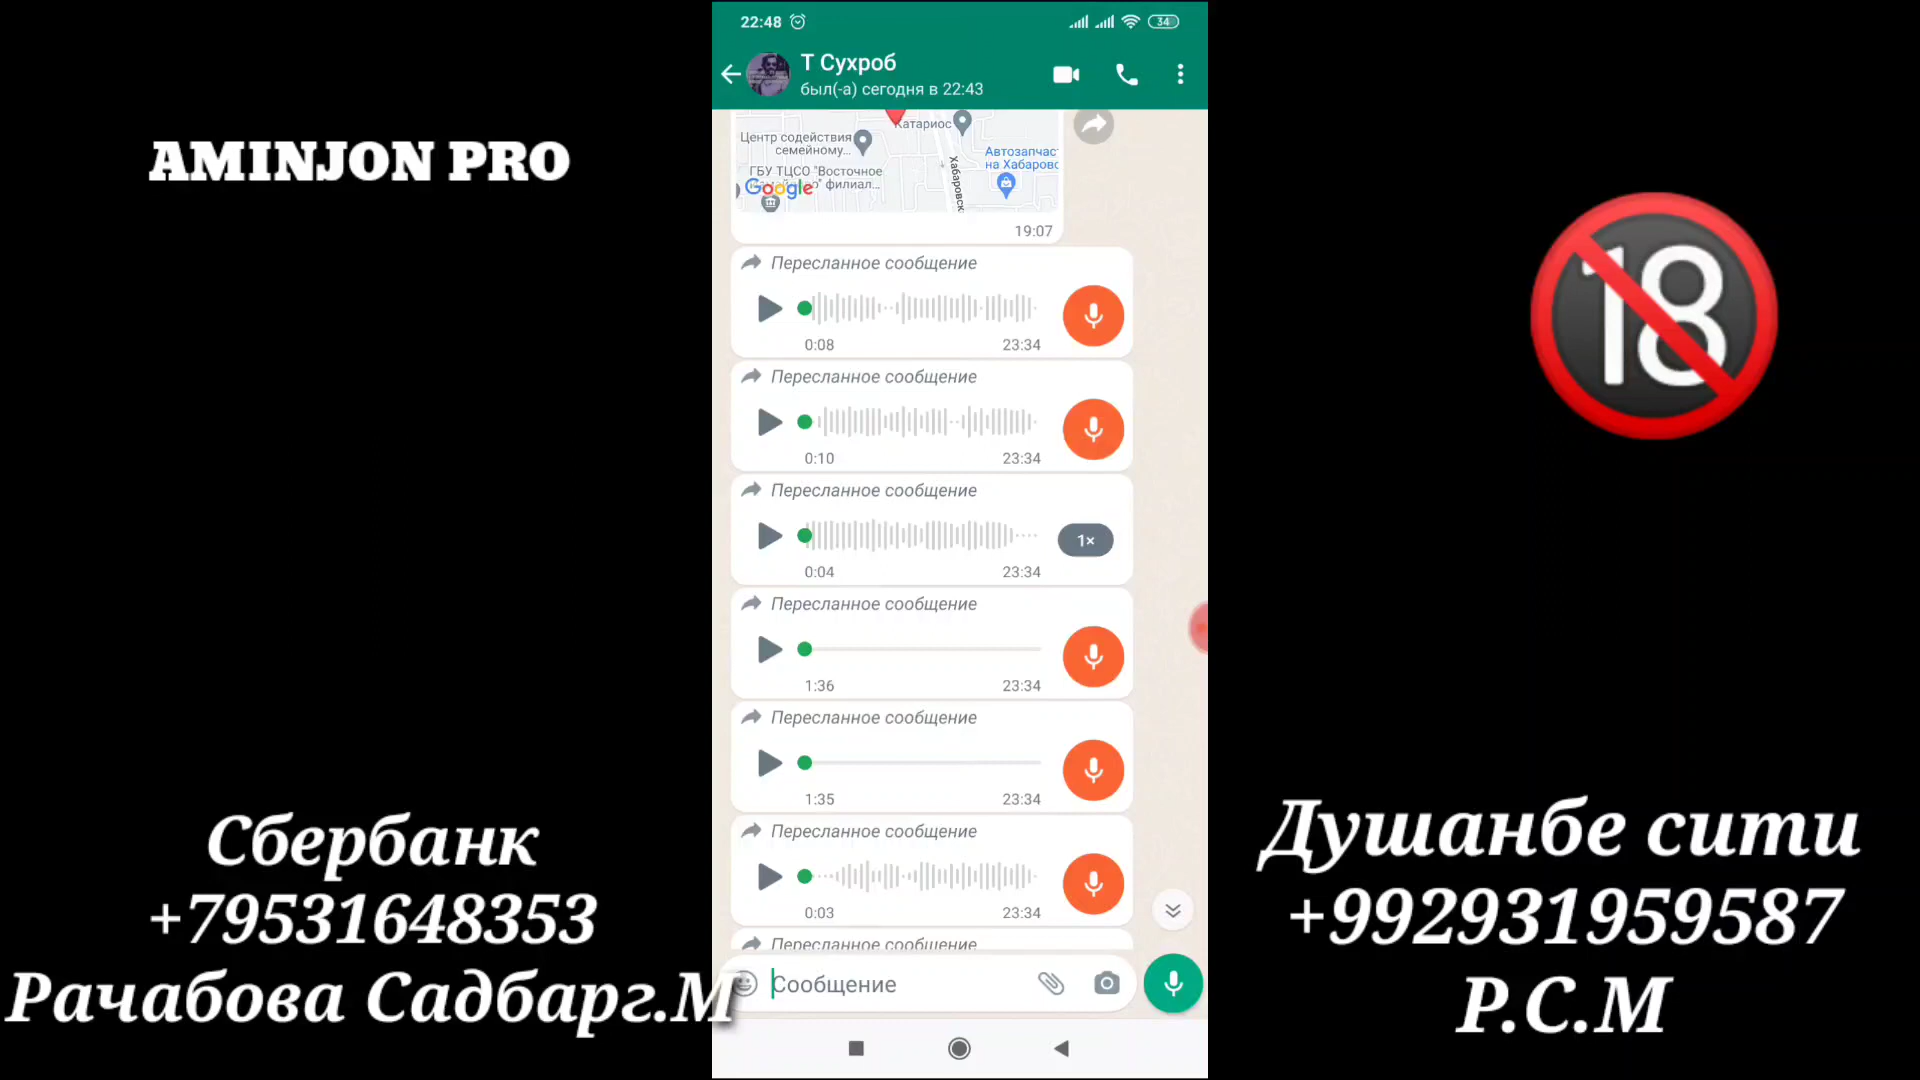 22:48
34
Т Сухроб
был(-а) сегодня в 22:43
AMINJON PRO
Катариос
Центр содействия
семейному...
Автозапчас
на Хабаровс
ГБУ ТЦСО "Восточное
филиал...
Google
Хабаровск
19:07
18
Пересланное сообщение
0:08 23:34
Пересланное сообщение
0:10 23:34
Пересланное сообщение
1×
0:04 23:34
Пересланное сообщение
1:36 23:34
Пересланное сообщение
1:35 23:34
Пересланное сообщение
0:03 23:34
Пересланное сообщение
Сообщение
Сбербанк
+79531648353
Рачабова Садбарг.М
Душанбе сити
+992931959587
Р.С.М